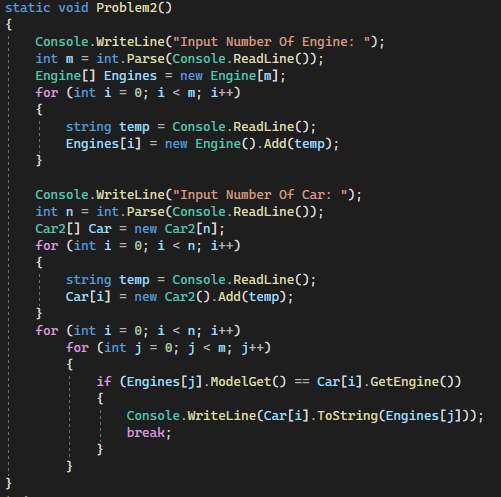 static void Problem2()
{
    Console.WriteLine("Input Number Of Engine: ");
    int m = int.Parse(Console.ReadLine());
    Engine[] Engines = new Engine[m];
    for (int i = 0; i < m; i++)
    {
        string temp = Console.ReadLine();
        Engines[i] = new Engine().Add(temp);
    }

    Console.WriteLine("Input Number Of Car: ");
    int n = int.Parse(Console.ReadLine());
    Car2[] Car = new Car2[n];
    for (int i = 0; i < n; i++)
    {
        string temp = Console.ReadLine();
        Car[i] = new Car2().Add(temp);
    }
    for (int i = 0; i < n; i++)
        for (int j = 0; j < m; j++)
        {
            if (Engines[j].ModelGet() == Car[i].GetEngine())
            {
                Console.WriteLine(Car[i].ToString(Engines[j]));
                break;
            }
        }
}